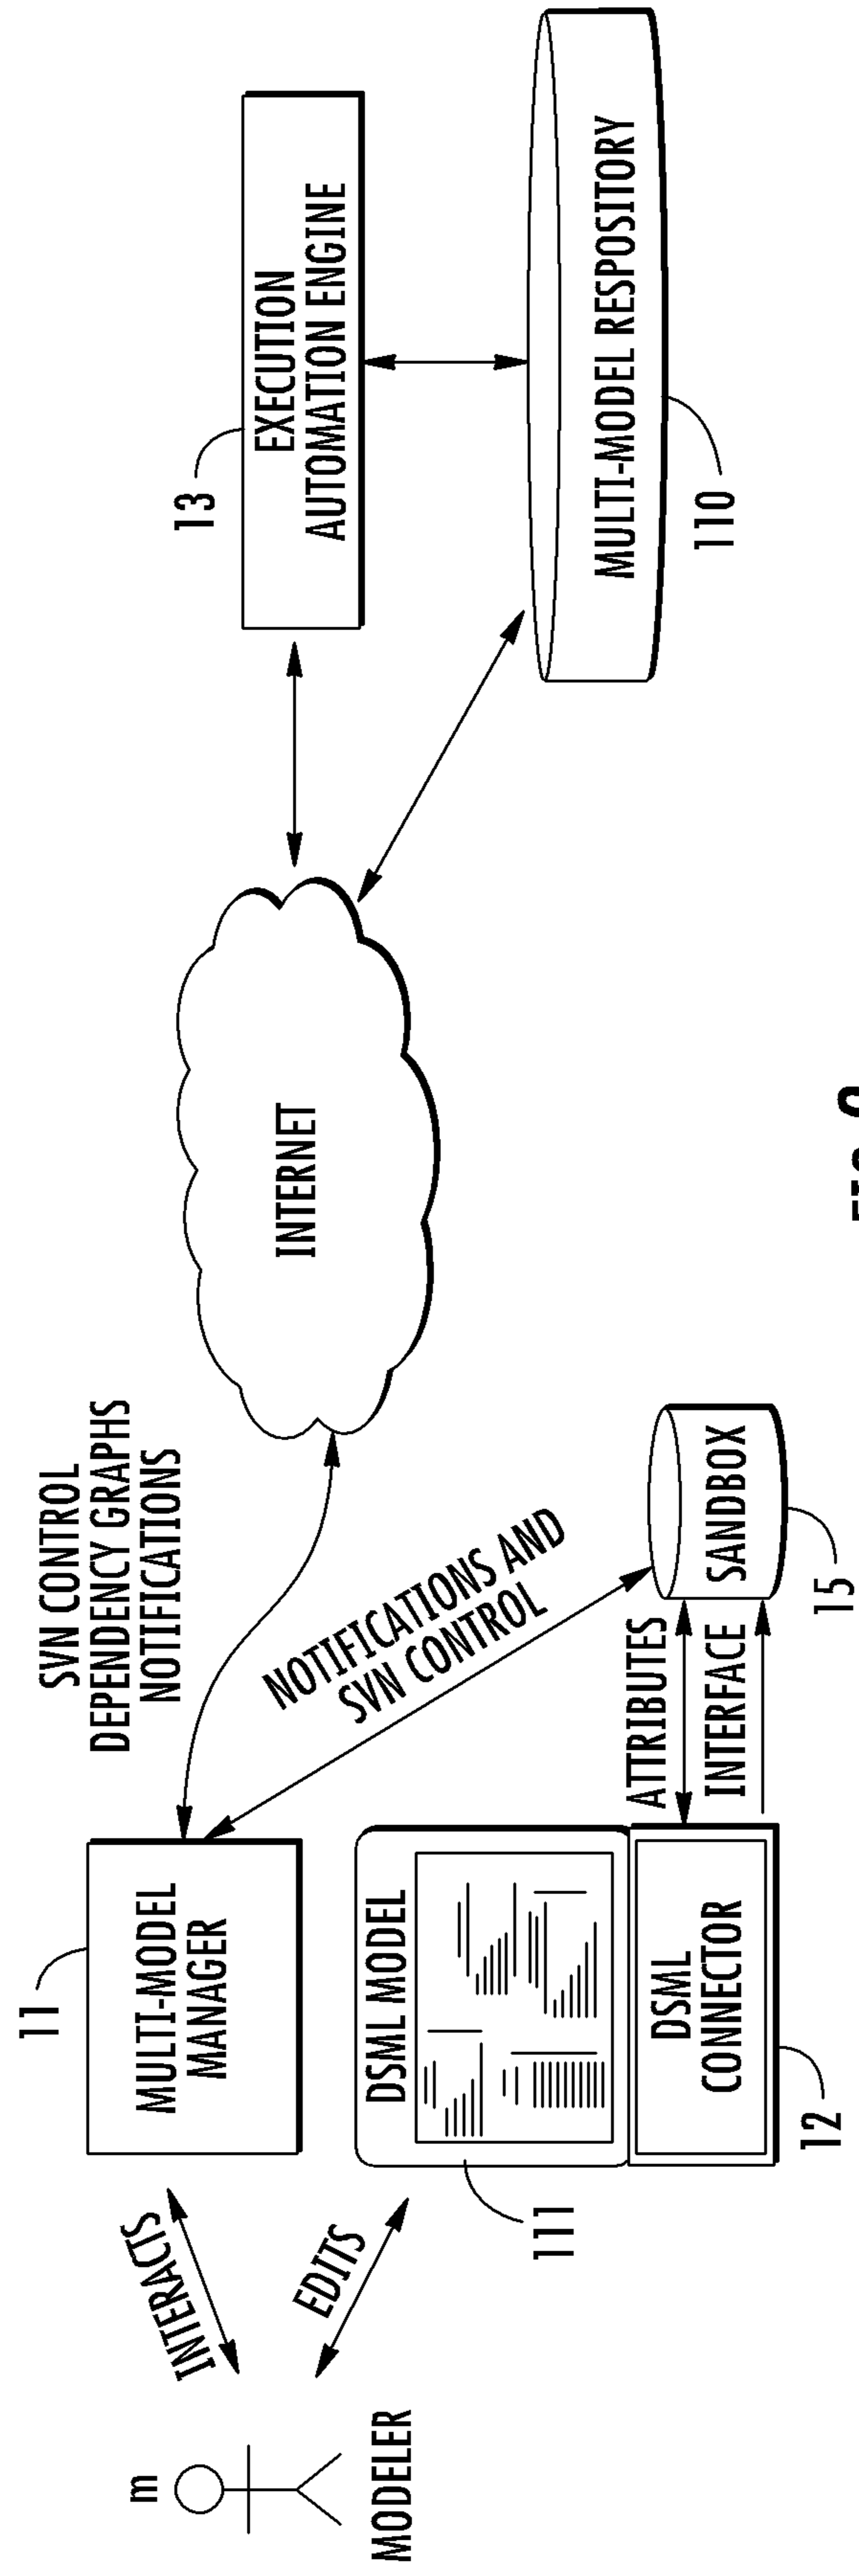 m
MODELER
INTERACTS
EDITS
11
MULTI-MODEL
MANAGER
DSML MODEL
111
DSML
CONNECTOR
12
SVN CONTROL
DEPENDENCY GRAPHS
NOTIFICATIONS
NOTIFICATIONS AND
SVN CONTROL
ATTRIBUTES
INTERFACE
SANDBOX
15
INTERNET
13
EXECUTION
AUTOMATION ENGINE
MULTI-MODEL RESPOSITORY
110